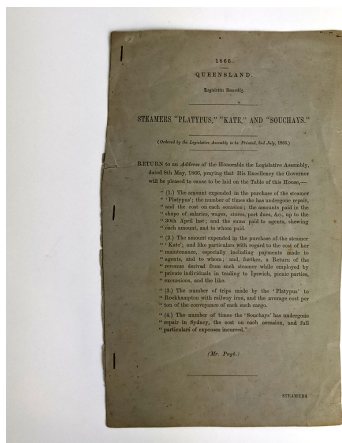 1866.
QUEENSLAND.
Legislative Assembly.
STEAMERS "PLATYPUS," "KATE," AND "SOUCHAYS."
(Ordered by the Legislative Assembly to be Printed, 3rd July, 1866.)
RETURN to an Address of the Honorable the Legislative Assembly,
dated 8th May, 1866, praying that His Excellency the Governor
will be pleased to cause to be laid on the Table of this House,—
" (1.) The amount expended in the purchase of the steamer
" 'Platypus'; the number of times she has undergone repair,
" and the cost on each occasion; the amounts paid in the
" shape of salaries, wages, stores, port dues, &c., up to the
" 30th April last; and the sums paid to agents, shewing
" each amount, and to whom paid.
" (2.) The amount expended in the purchase of the steamer
" 'Kate'; and like particulars with regard to the cost of her
" maintenance, especially including payments made to
" agents, and to whom; and, further, a Return of the
" revenue derived from such steamer while employed by
" private individuals in trading to Ipswich, picnic parties,
" excursions, and the like.
" (3.) The number of trips made by the 'Platypus' to
" Rockhampton with railway iron, and the average cost per
" ton of the conveyance of each such cargo.
" (4.) The number of times the 'Souchays' has undergone
" repair in Sydney, the cost on each occasion, and full
" particulars of expenses incurred."
(Mr. Pugh.)
STEAMERS